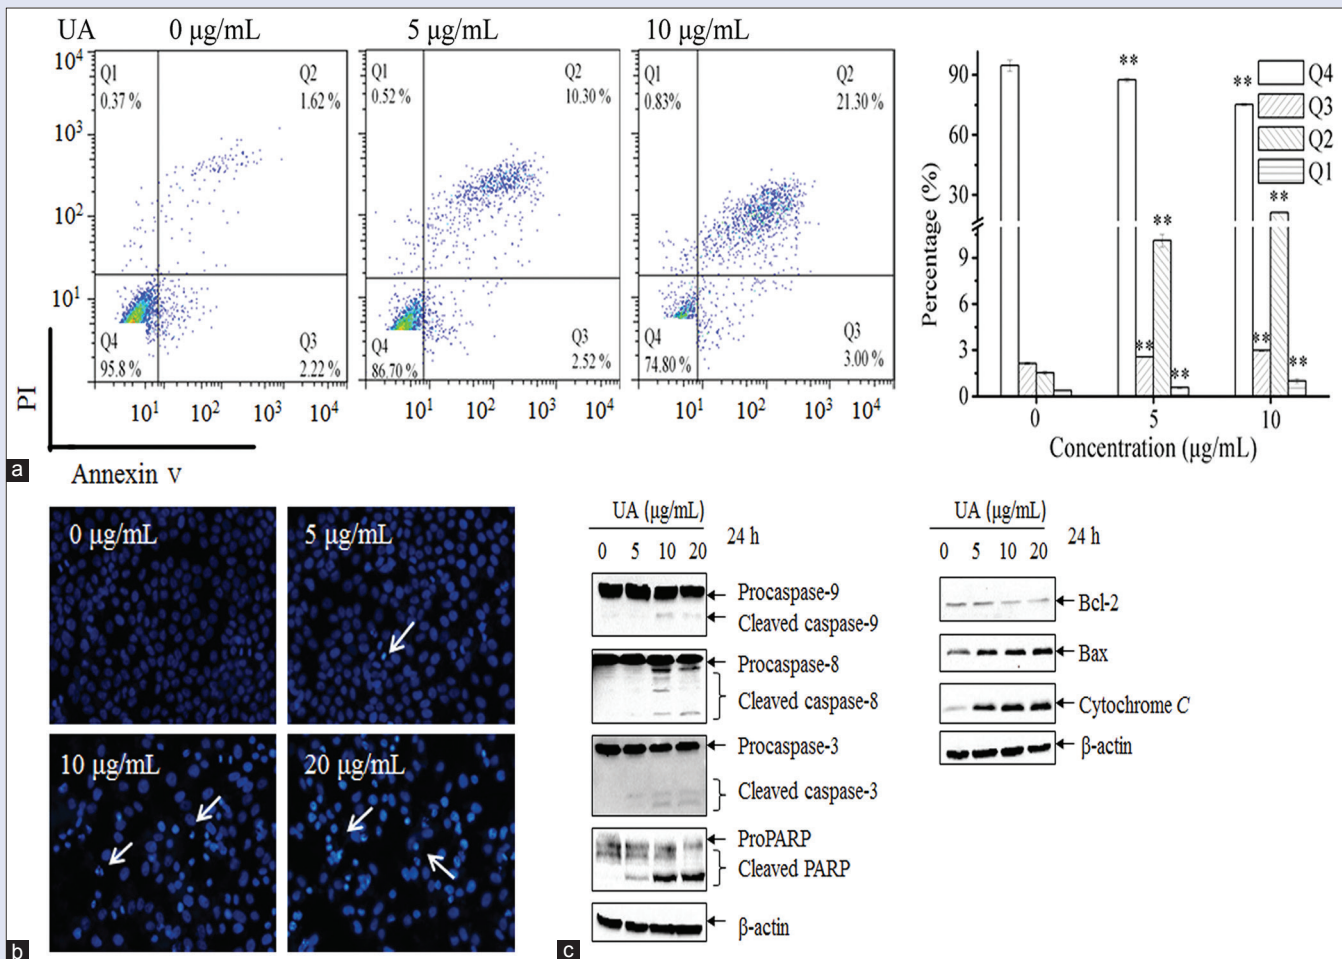 UA 0 μg/mL 5 μg/mL 10 μg/mL
10⁴
10³
10²
10¹
PI
Q1
0.37 %
Q2
1.62 %
Q4
95.8 %
Q3
2.22 %
10¹ 10² 10³ 10⁴
Q1
0.52 %
Q2
10.30 %
Q4
86.70 %
Q3
2.52 %
10¹ 10² 10³ 10⁴
Q1
0.83%
Q2
21.30 %
Q4
74.80 %
Q3
3.00 %
10¹ 10² 10³ 10⁴
Annexin V
Percentage (%)
90
60
30
9
6
3
0
** ** ** **
** ** ** **
Q4
Q3
Q2
Q1
0 5 10
Concentration (μg/mL)
a
0 μg/mL
5 μg/mL
10 μg/mL
20 μg/mL
b
UA (μg/mL)
0 5 10 20 24 h
Procaspase-9
Cleaved caspase-9
Procaspase-8
Cleaved caspase-8
Procaspase-3
Cleaved caspase-3
ProPARP
Cleaved PARP
β-actin
UA (μg/mL)
0 5 10 20 24 h
Bcl-2
Bax
Cytochrome C
β-actin
c